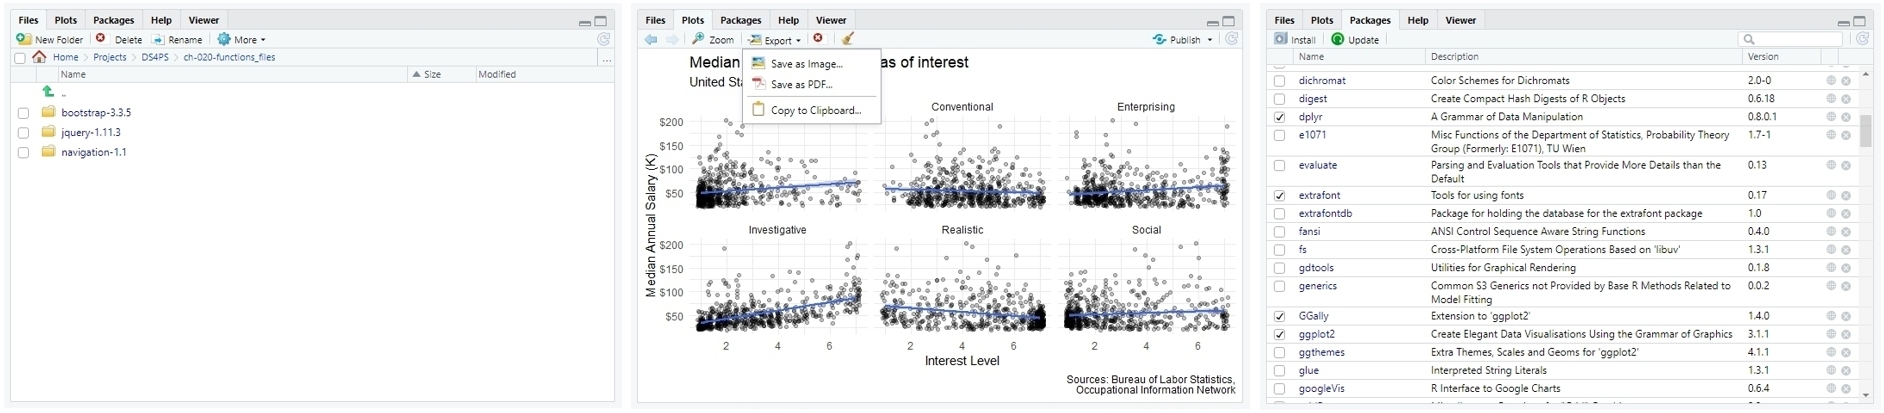 Files Plots Packages Help Viewer
New Folder Delete Rename More
Home Projects DS4PS ch-020-functions_files ...
Name Size Modified
..
bootstrap-3.3.5
jquery-1.11.3
navigation-1.1
Files Plots Packages Help Viewer
Zoom Export Publish
Save as Image...
Save as PDF...
Copy to Clipboard...
Median as of interest
United Sta
Conventional Enterprising
$200
$150
$100
$50
Investigative Realistic Social
$200
$150
$100
$50
Median Annual Salary (K)
2 4 6 2 4 6 2 4 6
Interest Level
Sources: Bureau of Labor Statistics,
Occupational Information Network
Files Plots Packages Help Viewer
Install Update
Name Description Version
dichromat Color Schemes for Dichromats 2.0-0
digest Create Compact Hash Digests of R Objects 0.6.18
dplyr A Grammar of Data Manipulation 0.8.0.1
e1071 Misc Functions of the Department of Statistics, Probability Theory 1.7-1
Group (Formerly: E1071), TU Wien
evaluate Parsing and Evaluation Tools that Provide More Details than the 0.13
Default
extrafont Tools for using fonts 0.17
extrafontdb Package for holding the database for the extrafont package 1.0
fansi ANSI Control Sequence Aware String Functions 0.4.0
fs Cross-Platform File System Operations Based on 'libuv' 1.3.1
gdtools Utilities for Graphical Rendering 0.1.8
generics Common S3 Generics not Provided by Base R Methods Related to 0.0.2
Model Fitting
GGally Extension to 'ggplot2' 1.4.0
ggplot2 Create Elegant Data Visualisations Using the Grammar of Graphics 3.1.1
ggthemes Extra Themes, Scales and Geoms for 'ggplot2' 4.1.1
glue Interpreted String Literals 1.3.1
googleVis R Interface to Google Charts 0.6.4